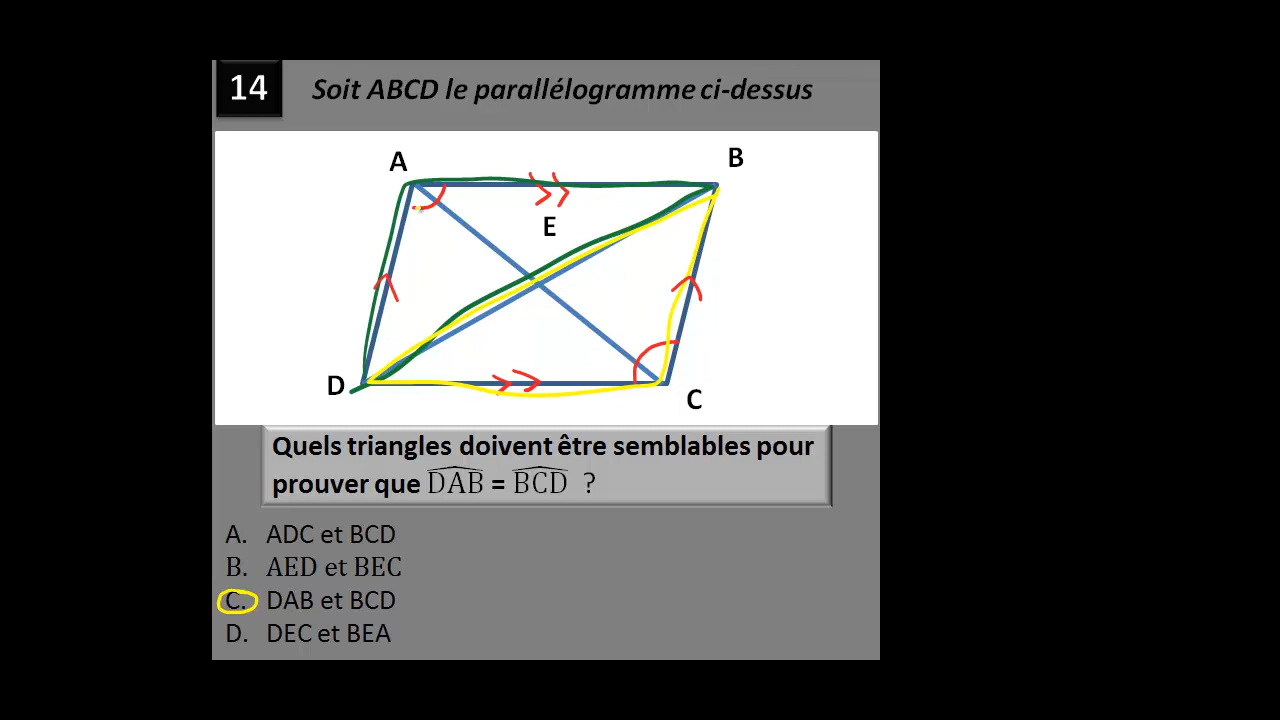 14
Soit ABCD le parallélogramme ci-dessus
A
B
E
D
C
Quels triangles doivent être semblables pour
prouver que DAB = BCD ?
A. ADC et BCD
B. AED et BEC
C. DAB et BCD
D. DEC et BEA